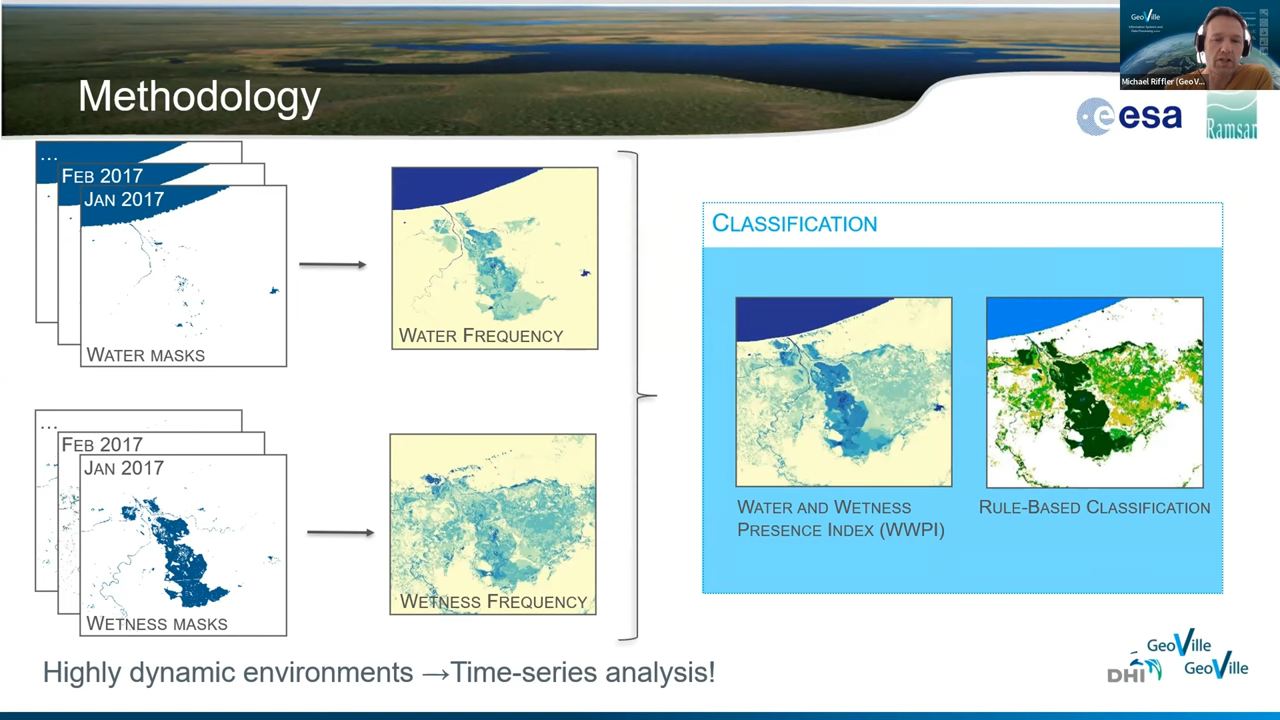 GeoVille
Michael Riffler (GeoV...
Methodology
esa
Ramsar
...
FEB 2017
JAN 2017
WATER MASKS
WATER FREQUENCY
CLASSIFICATION
WATER AND WETNESS
PRESENCE INDEX (WWPI)
RULE-BASED CLASSIFICATION
...
FEB 2017
JAN 2017
WETNESS MASKS
WETNESS FREQUENCY
Highly dynamic environments →Time-series analysis!
DHI
GeoVille
GeoVille